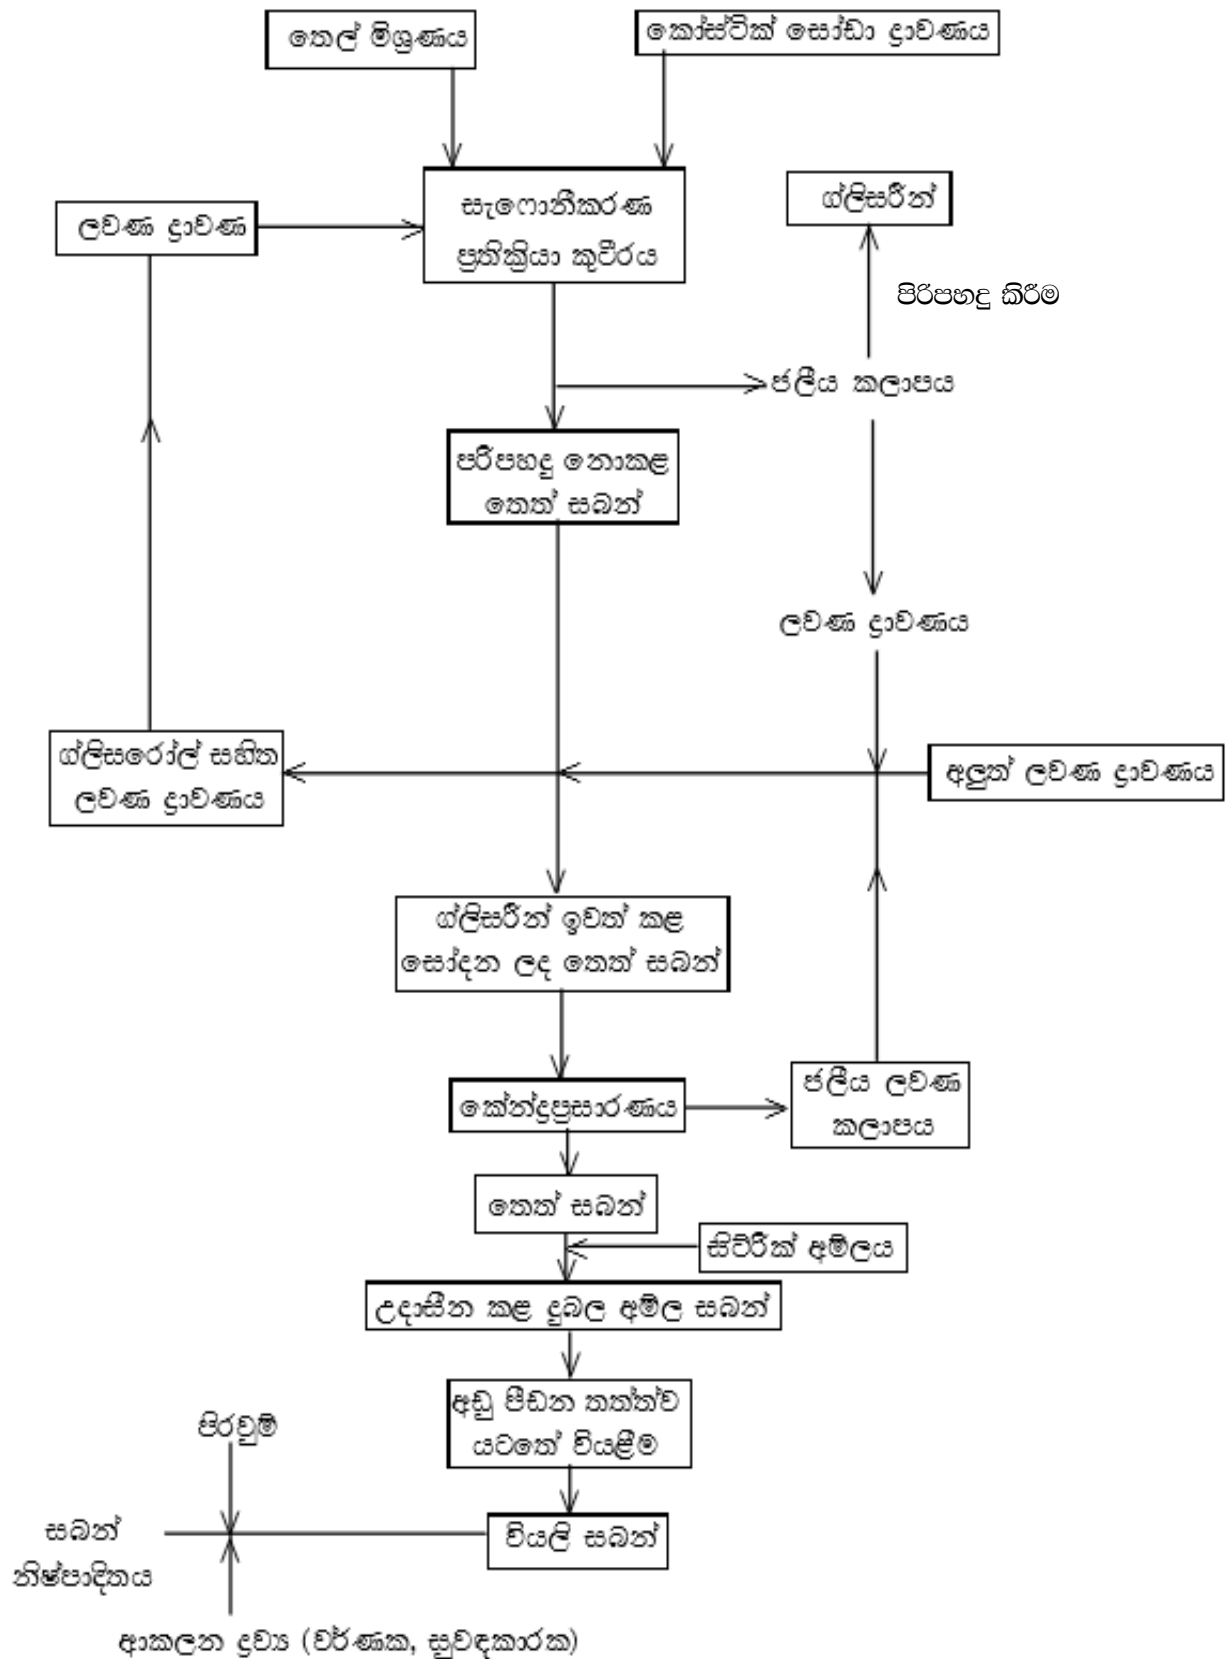 තෙල් මිශ්‍රණය
කෝස්ටික් සෝඩා ද්‍රාවණය
සැෆොනීකරණ
ප්‍රතික්‍රියා කුටීරය
ග්ලිසරීන්
ලවණ ද්‍රාවණ
පිරිපහදු කිරීම
ජලීය කලාපය
පරිපහදු නොකළ
තෙත් සබන්
ලවණ ද්‍රාවණය
ග්ලිසරෝල් සහිත
ලවණ ද්‍රාවණය
අලුත් ලවණ ද්‍රාවණය
ග්ලිසරීන් ඉවත් කළ
සෝදන ලද තෙත් සබන්
කේන්ද්‍රප්‍රසාරණය
ජලීය ලවණ
කලාපය
තෙත් සබන්
සිට්රික් අම්ලය
උදාසීන කළ දුබල අම්ල සබන්
අඩු පීඩන තත්ත්ව
යටතේ වියළීම
පිරවුම්
වියලි සබන්
සබන්
නිෂ්පාදිතය
ආකලන ද්‍රව්‍ය (වර්ණක, සුවඳකාරක)